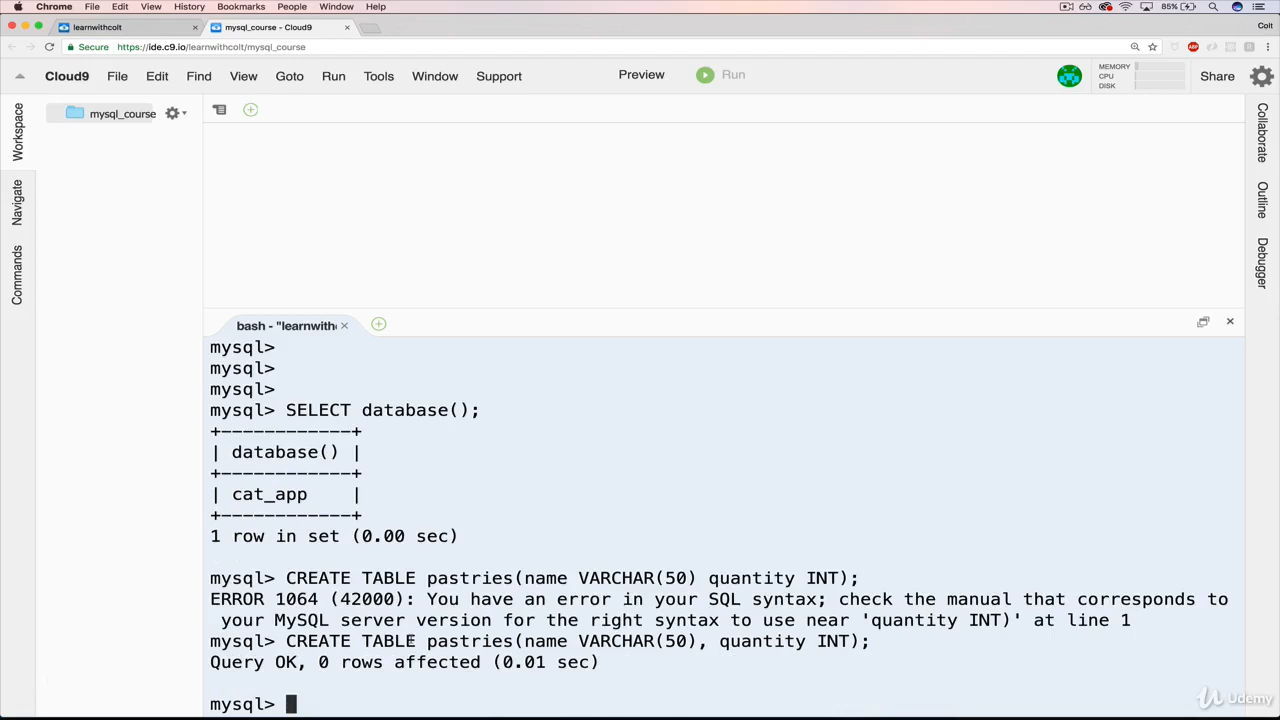 Chrome File Edit View History Bookmarks People Window Help 85% Colt
learnwithcolt mysql_course - Cloud9
Secure https://ide.c9.io/learnwithcolt/mysql_course
Cloud9 File Edit Find View Goto Run Tools Window Support Preview Run MEMORY CPU DISK Share
Workspace
Navigate
Commands
mysql_course
Collaborate
Outline
Debugger
bash - "learnwith
mysql>
mysql>
mysql>
mysql> SELECT database();
+------------+
| database() |
+------------+
| cat_app    |
+------------+
1 row in set (0.00 sec)
mysql> CREATE TABLE pastries(name VARCHAR(50) quantity INT);
ERROR 1064 (42000): You have an error in your SQL syntax; check the manual that corresponds to
your MySQL server version for the right syntax to use near 'quantity INT)' at line 1
mysql> CREATE TABLE pastries(name VARCHAR(50), quantity INT);
Query OK, 0 rows affected (0.01 sec)
mysql>
Udemy